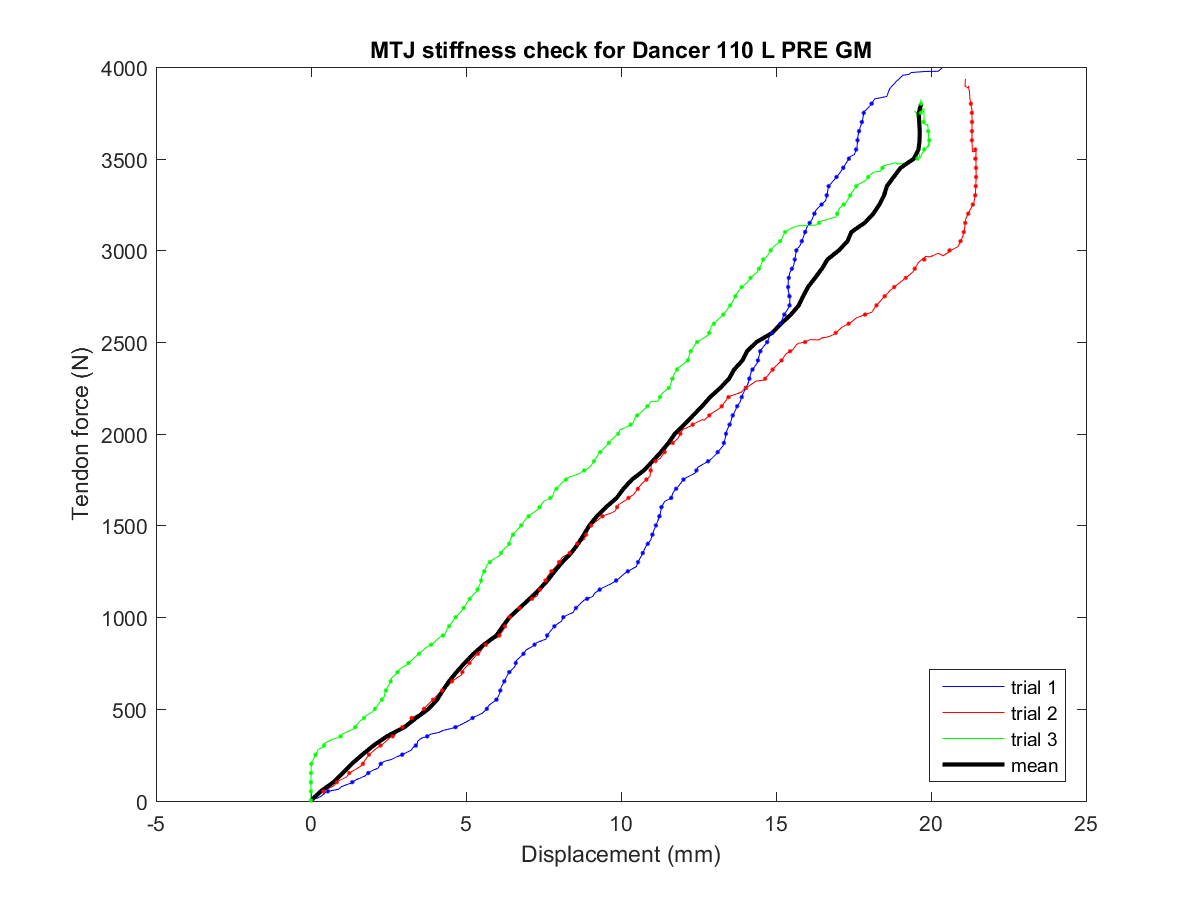 MTJ stiffness check for Dancer 110 L PRE GM
4000
3500
3000
2500
2000
1500
1000
500
0
Tendon force (N)
-5 0 5 10 15 20 25
Displacement (mm)
trial 1
trial 2
trial 3
mean